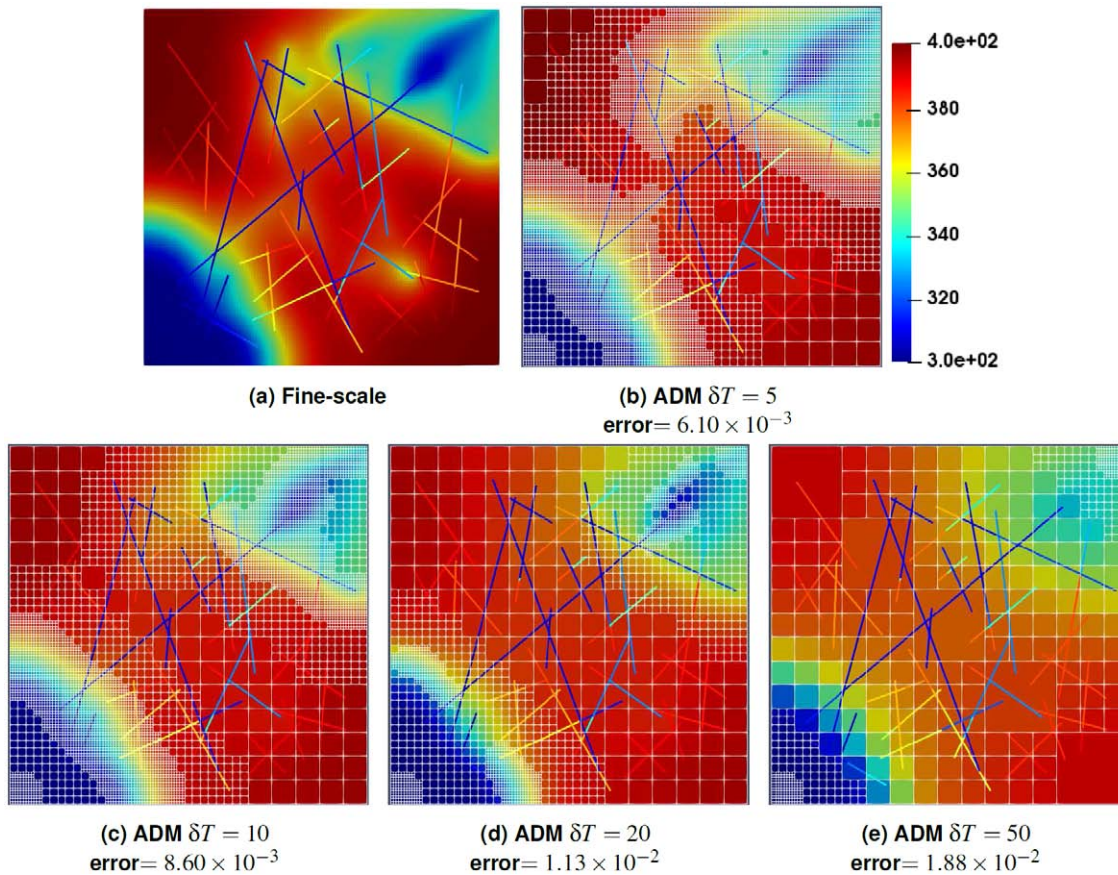 4.0e+02
380
360
340
320
3.0e+02
(a) Fine-scale
(b) ADM δT = 5
error= 6.10 × 10⁻³
(c) ADM δT = 10
error= 8.60 × 10⁻³
(d) ADM δT = 20
error= 1.13 × 10⁻²
(e) ADM δT = 50
error= 1.88 × 10⁻²